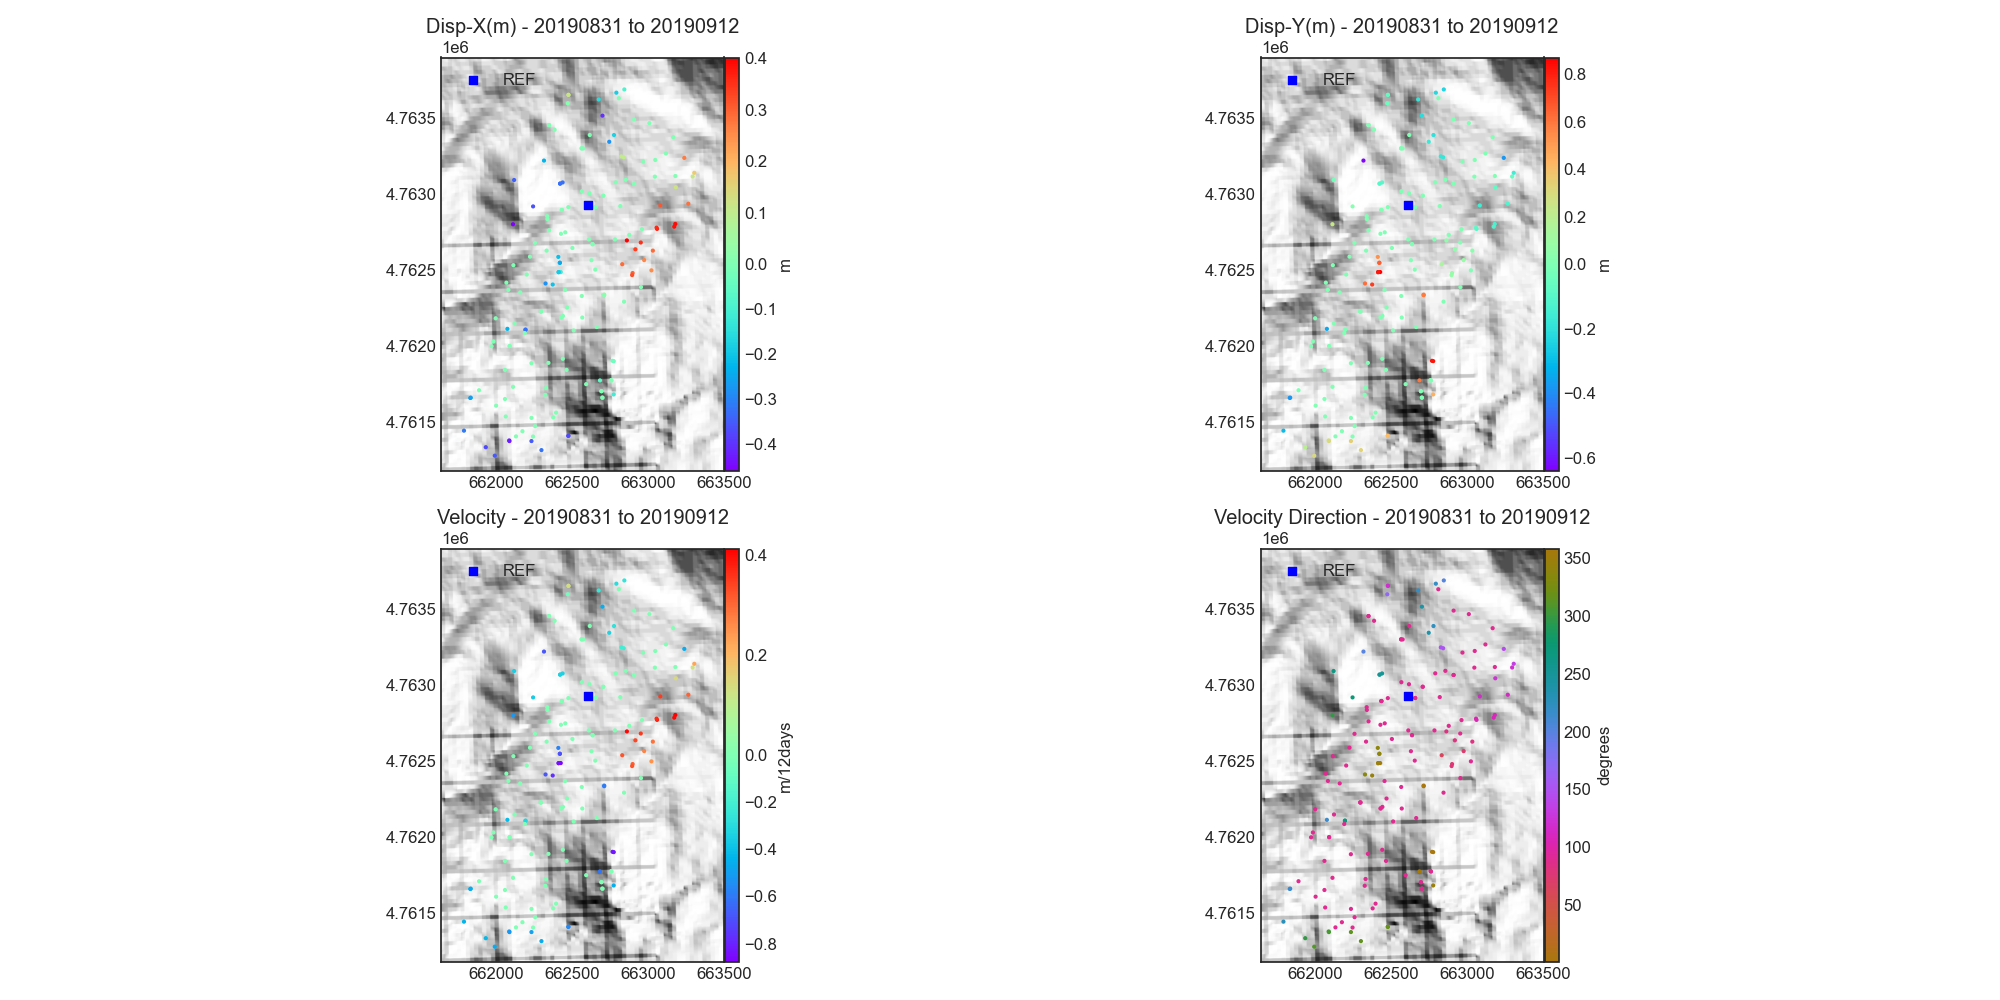 Disp-X(m) - 20190831 to 20190912
1e6
REF
4.7635
4.7630
4.7625
4.7620
4.7615
662000 662500 663000 663500
0.4
0.3
0.2
0.1
0.0
−0.1
−0.2
−0.3
−0.4
m
Disp-Y(m) - 20190831 to 20190912
1e6
REF
4.7635
4.7630
4.7625
4.7620
4.7615
662000 662500 663000 663500
0.8
0.6
0.4
0.2
0.0
−0.2
−0.4
−0.6
m
Velocity - 20190831 to 20190912
1e6
REF
4.7635
4.7630
4.7625
4.7620
4.7615
662000 662500 663000 663500
0.4
0.2
0.0
−0.2
−0.4
−0.6
−0.8
m/12days
Velocity Direction - 20190831 to 20190912
1e6
REF
4.7635
4.7630
4.7625
4.7620
4.7615
662000 662500 663000 663500
350
300
250
200
150
100
50
degrees